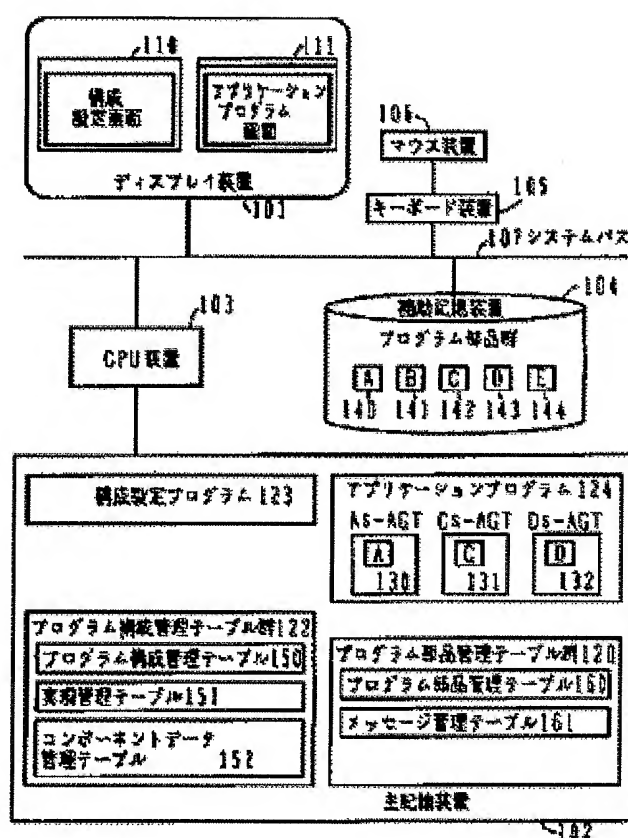 110
111
構成
設定画面
アプリケーション
プログラム
画面
ディスプレイ装置
101
106
マウス装置
105
キーボード装置
107システムバス
103
CPU装置
104
補助記憶装置
プログラム部品群
A B C D E
140 141 142 143 144
構成設定プログラム123
アプリケーションプログラム124
As-AGT Cs-AGT Ds-AGT
A C D
130 131 132
プログラム構成管理テーブル群122
プログラム構成管理テーブル150
実現管理テーブル151
コンポーネントデータ
管理テーブル 152
プログラム部品管理テーブル群120
プログラム部品管理テーブル160
メッセージ管理テーブル161
主記憶装置
102